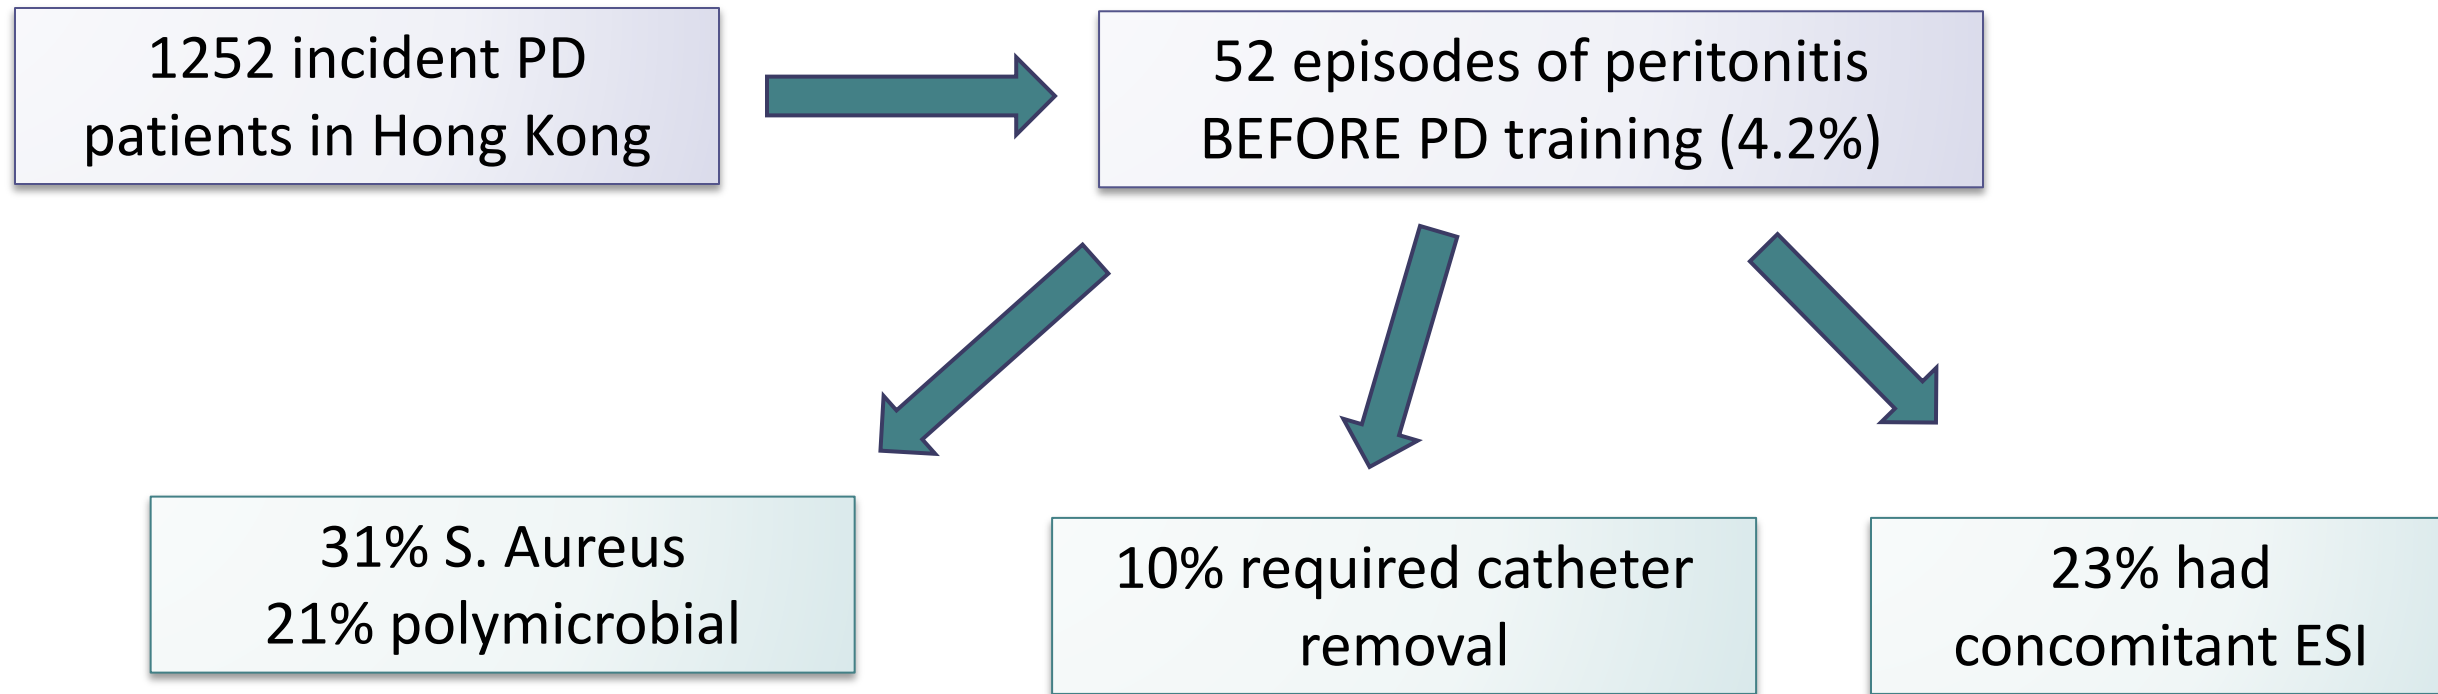 1252 incident PD
patients in Hong Kong
52 episodes of peritonitis
BEFORE PD training (4.2%)
31% S. Aureus
21% polymicrobial
10% required catheter
removal
23% had
concomitant ESI